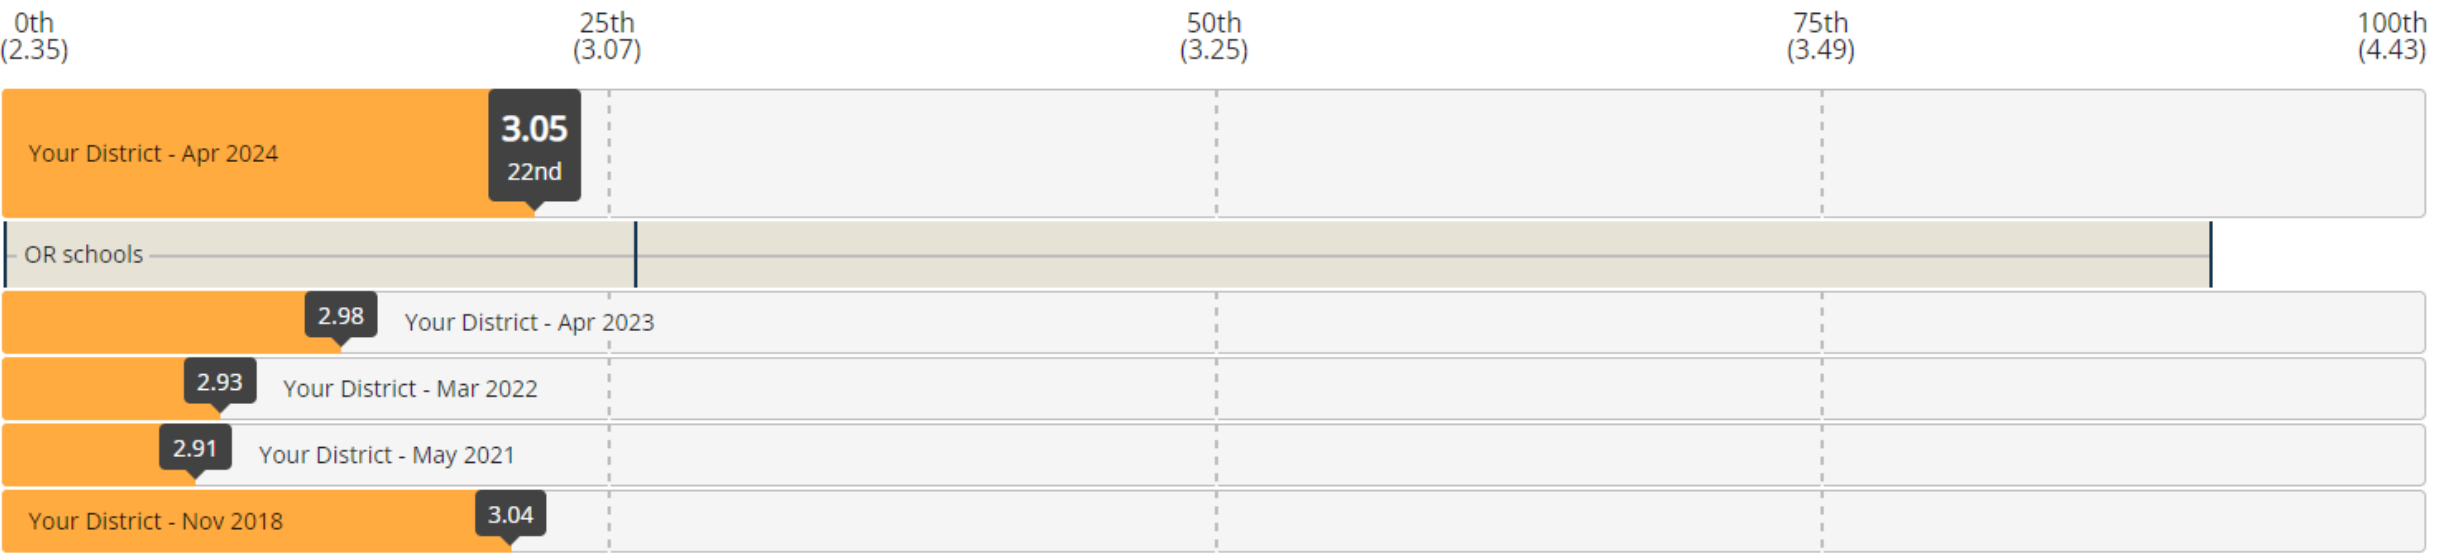 0th 25th 50th 75th 100th
(2.35) (3.07) (3.25) (3.49) (4.43)
3.05
Your District - Apr 2024
22nd
OR schools
2.98 Your District - Apr 2023
2.93 Your District - Mar 2022
2.91 Your District - May 2021
Your District - Nov 2018 3.04